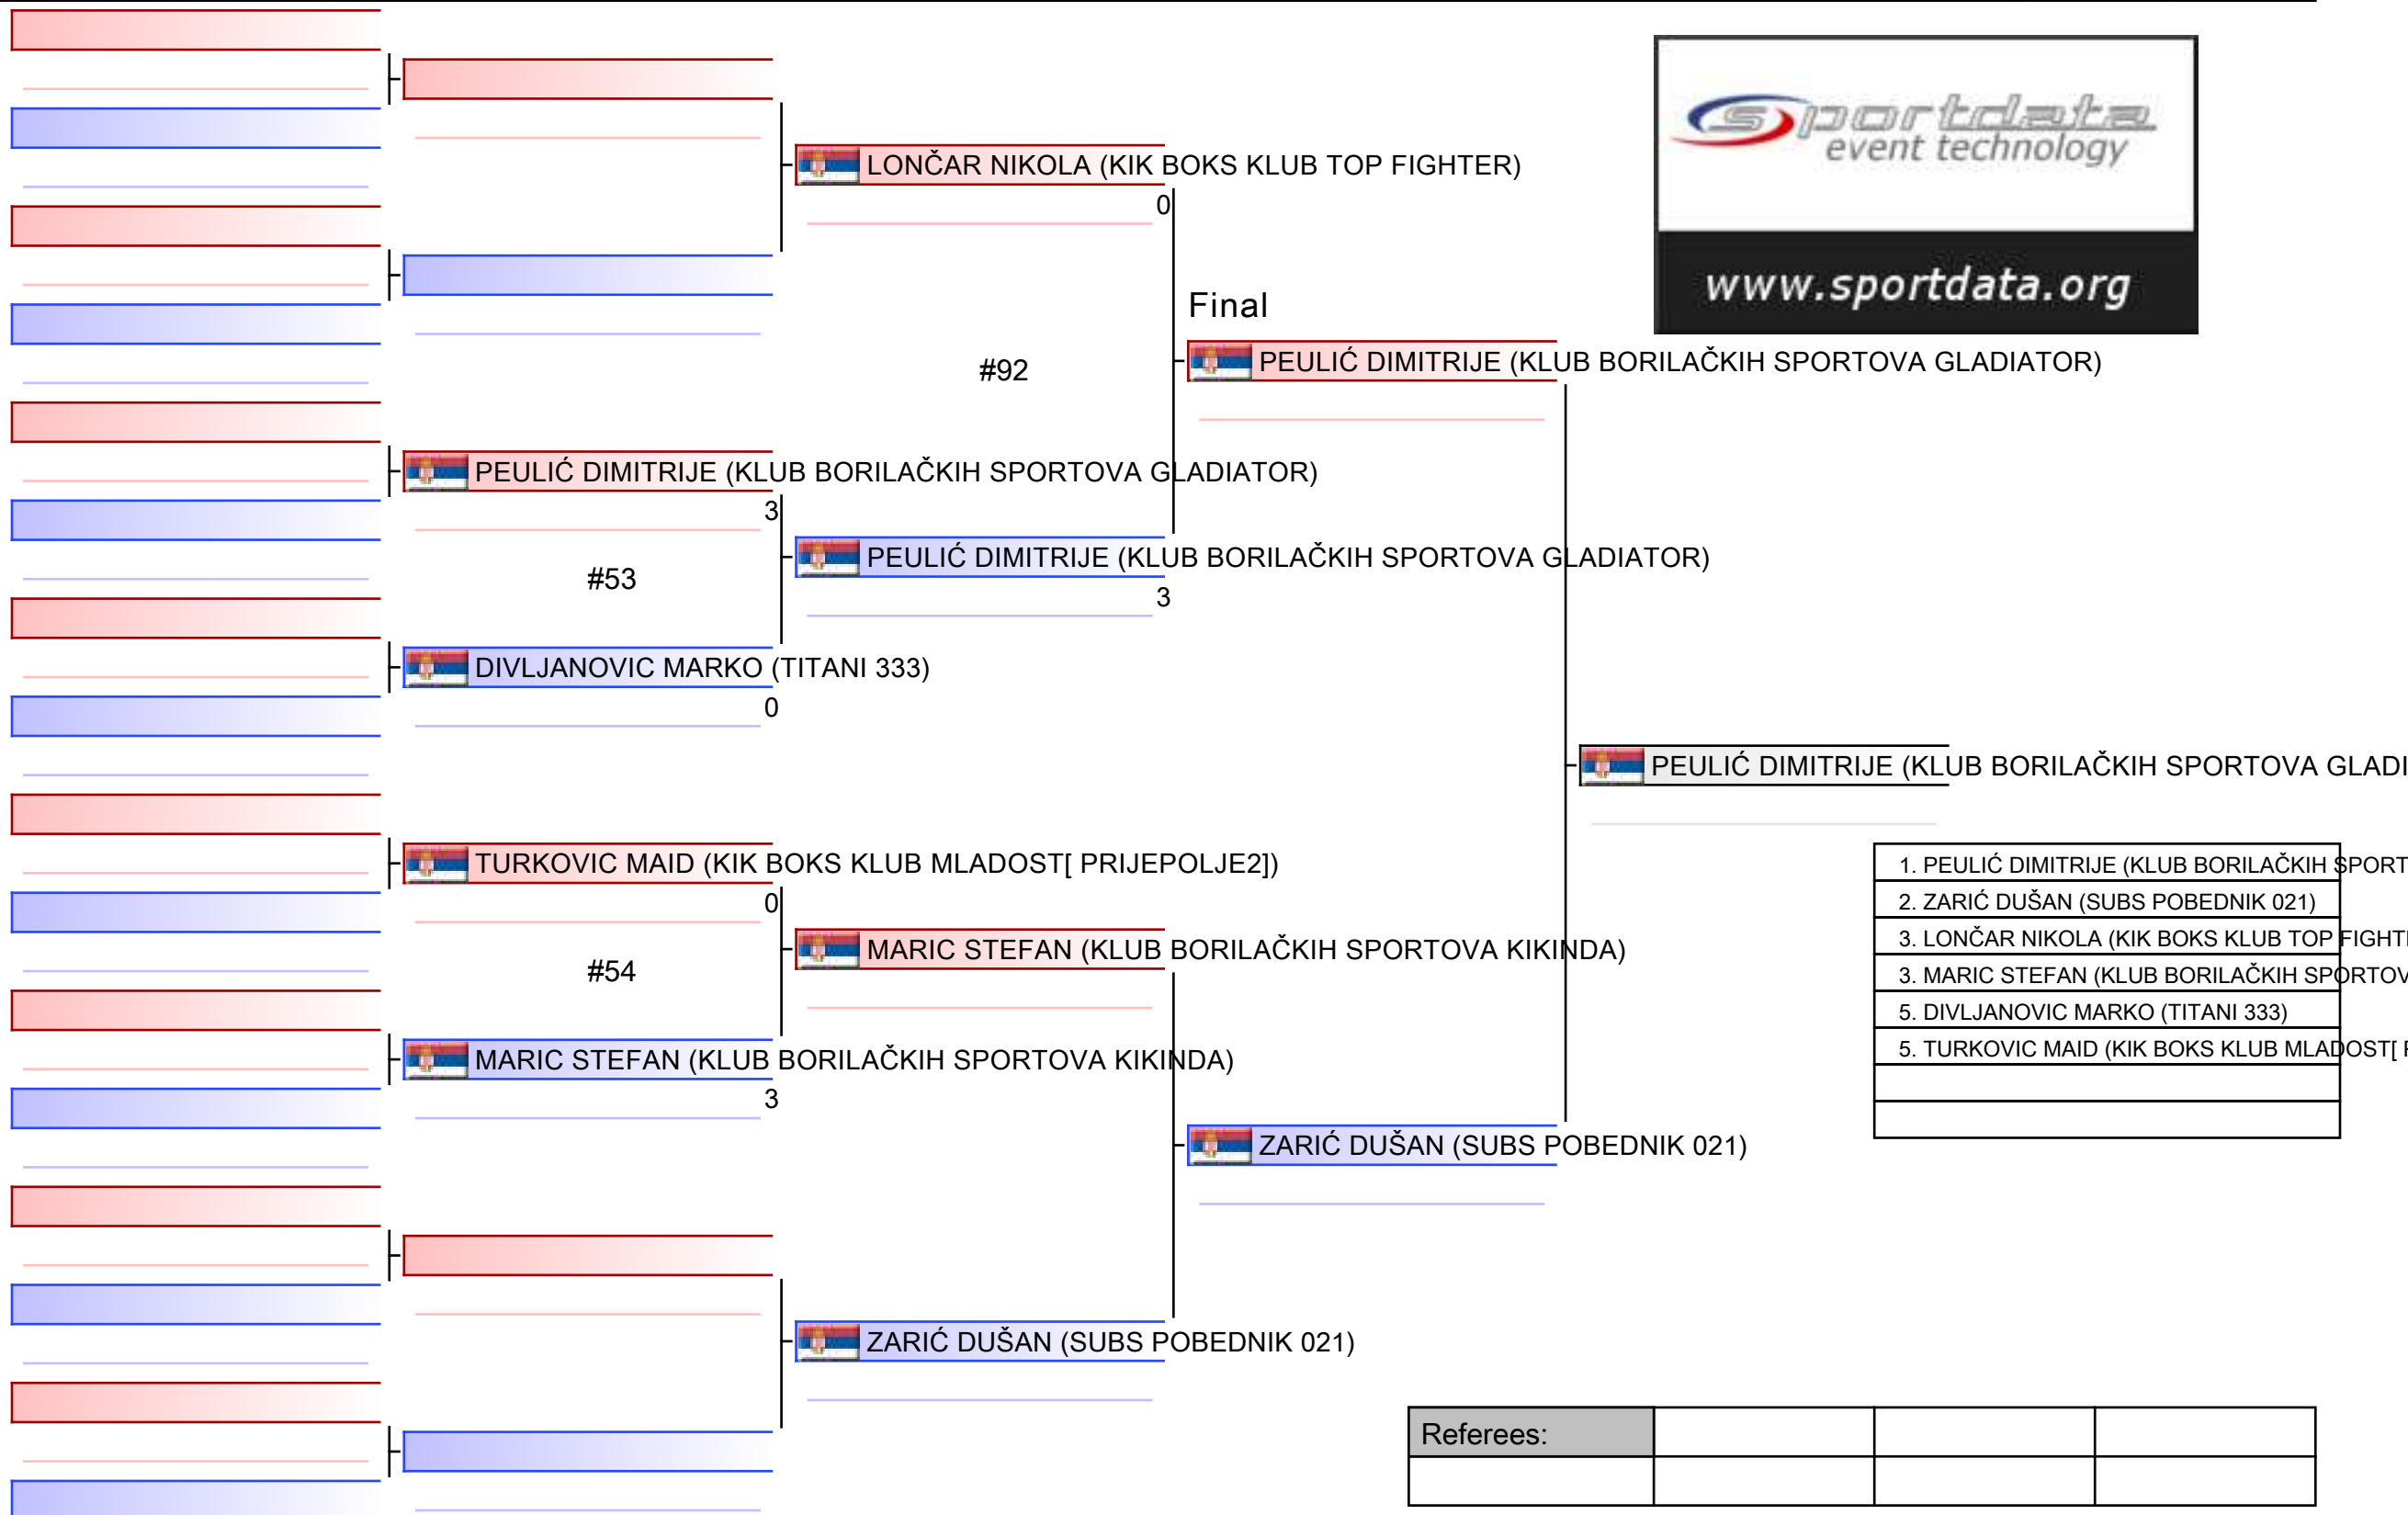 sportdata
event technology
www.sportdata.org
LONČAR NIKOLA (KIK BOKS KLUB TOP FIGHTER)
0
Final
#92
PEULIĆ DIMITRIJE (KLUB BORILAČKIH SPORTOVA GLADIATOR)
PEULIĆ DIMITRIJE (KLUB BORILAČKIH SPORTOVA GLADIATOR)
3
#53
PEULIĆ DIMITRIJE (KLUB BORILAČKIH SPORTOVA GLADIATOR)
3
DIVLJANOVIC MARKO (TITANI 333)
0
PEULIĆ DIMITRIJE (KLUB BORILAČKIH SPORTOVA GLADI
TURKOVIC MAID (KIK BOKS KLUB MLADOST[ PRIJEPOLJE2])
0
#54
MARIC STEFAN (KLUB BORILAČKIH SPORTOVA KIKINDA)
MARIC STEFAN (KLUB BORILAČKIH SPORTOVA KIKINDA)
3
1. PEULIĆ DIMITRIJE (KLUB BORILAČKIH SPORT
2. ZARIĆ DUŠAN (SUBS POBEDNIK 021)
3. LONČAR NIKOLA (KIK BOKS KLUB TOP FIGHT
3. MARIC STEFAN (KLUB BORILAČKIH SPORTOV
5. DIVLJANOVIC MARKO (TITANI 333)
5. TURKOVIC MAID (KIK BOKS KLUB MLADOST[
ZARIĆ DUŠAN (SUBS POBEDNIK 021)
ZARIĆ DUŠAN (SUBS POBEDNIK 021)
Referees: